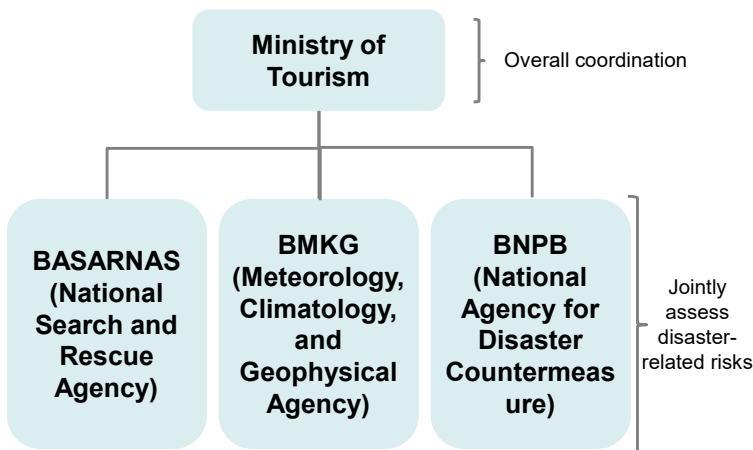 Ministry of
Tourism
Overall coordination
BASARNAS
(National
Search and
Rescue
Agency)
BMKG
(Meteorology,
Climatology,
and
Geophysical
Agency)
BNPB
(National
Agency for
Disaster
Countermeas
ure)
Jointly
assess
disaster-
related risks